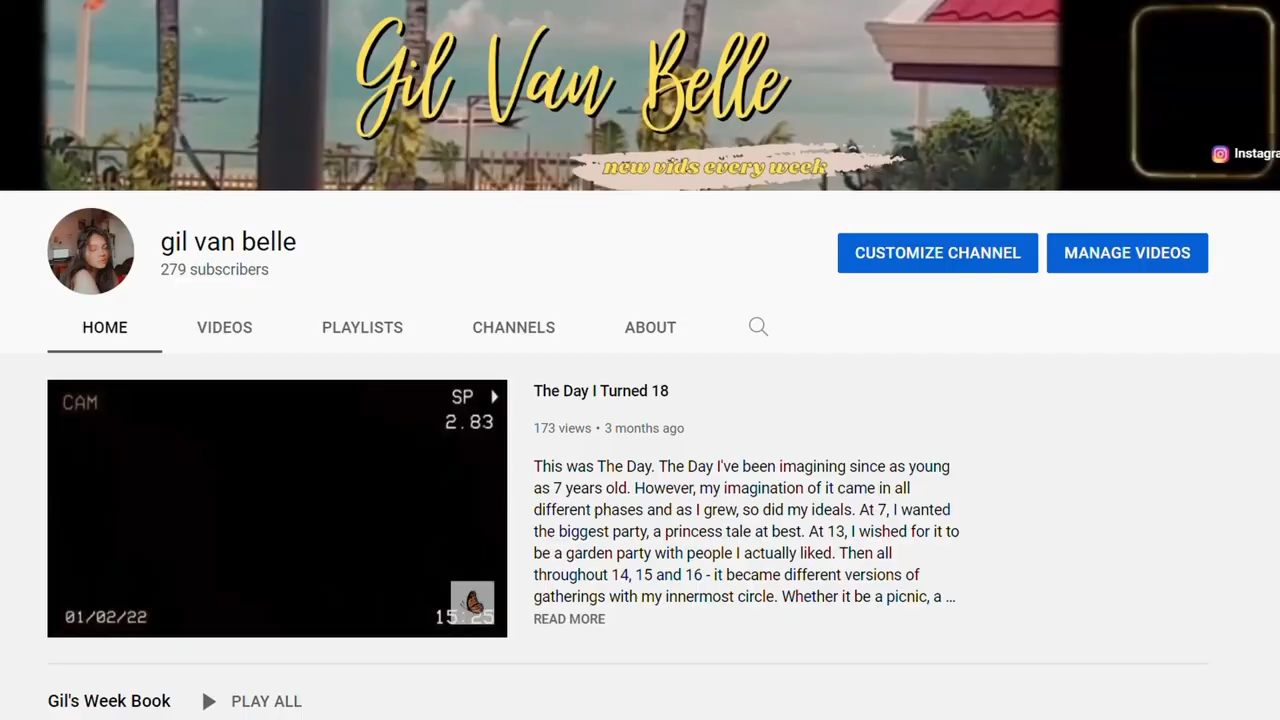 Gil Van Belle
new vids every week
Instagra
gil van belle
279 subscribers
CUSTOMIZE CHANNEL
MANAGE VIDEOS
HOME
VIDEOS
PLAYLISTS
CHANNELS
ABOUT
CAM
SP
2.83
01/02/22
15:25
The Day I Turned 18
173 views • 3 months ago
This was The Day. The Day I've been imagining since as young
as 7 years old. However, my imagination of it came in all
different phases and as I grew, so did my ideals. At 7, I wanted
the biggest party, a princess tale at best. At 13, I wished for it to
be a garden party with people I actually liked. Then all
throughout 14, 15 and 16 - it became different versions of
gatherings with my innermost circle. Whether it be a picnic, a ...
READ MORE
Gil's Week Book
PLAY ALL